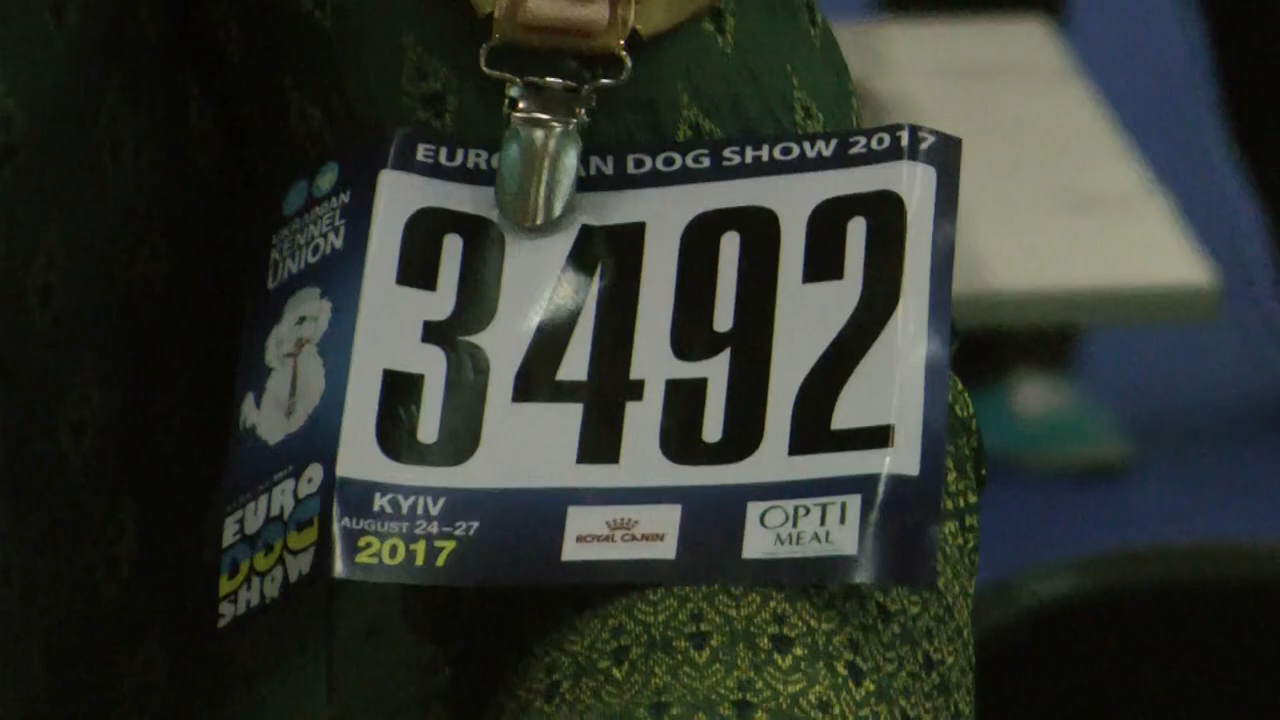 EUR AN DOG SHOW 2017
UKRAINIAN
KENNEL
UNION
3492
EURO
DOG
SHOW
KYIV
AUGUST 24-27
2017
ROYAL CANIN
OPTI
MEAL